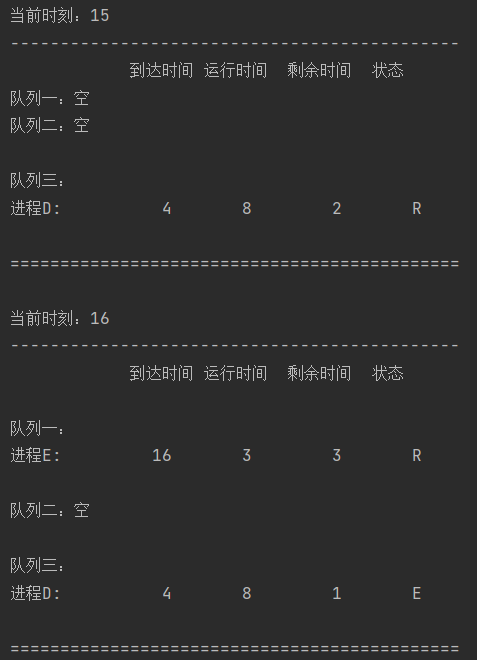 当前时刻：15
---------------------------------------------
到达时间 运行时间 剩余时间 状态
队列一：空
队列二：空
队列三：
进程D: 4 8 2 R
=============================================
当前时刻：16
---------------------------------------------
到达时间 运行时间 剩余时间 状态
队列一：
进程E: 16 3 3 R
队列二：空
队列三：
进程D: 4 8 1 E
=============================================